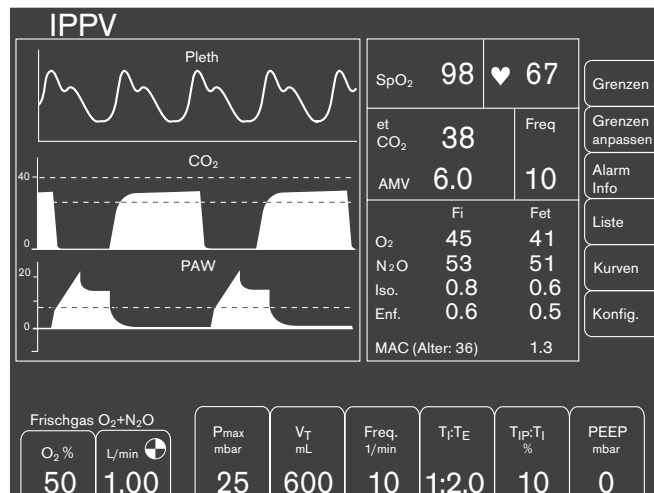 IPPV
Pleth
CO₂
40
0
PAW
20
0
SpO₂ 98 ♥ 67
et CO₂ 38
Freq
AMV 6.0 10
Fi Fet
O₂ 45 41
N₂O 53 51
Iso. 0.8 0.6
Enf. 0.6 0.5
MAC (Alter: 36) 1.3
Grenzen
Grenzen
anpassen
Alarm
Info
Liste
Kurven
Konfig.
Frischgas O₂+N₂O
O₂ % L/min
50 1.00
Pmax VT Freq. TI:TE TIP:TI PEEP
mbar mL 1/min % mbar
25 600 10 1:2.0 10 0